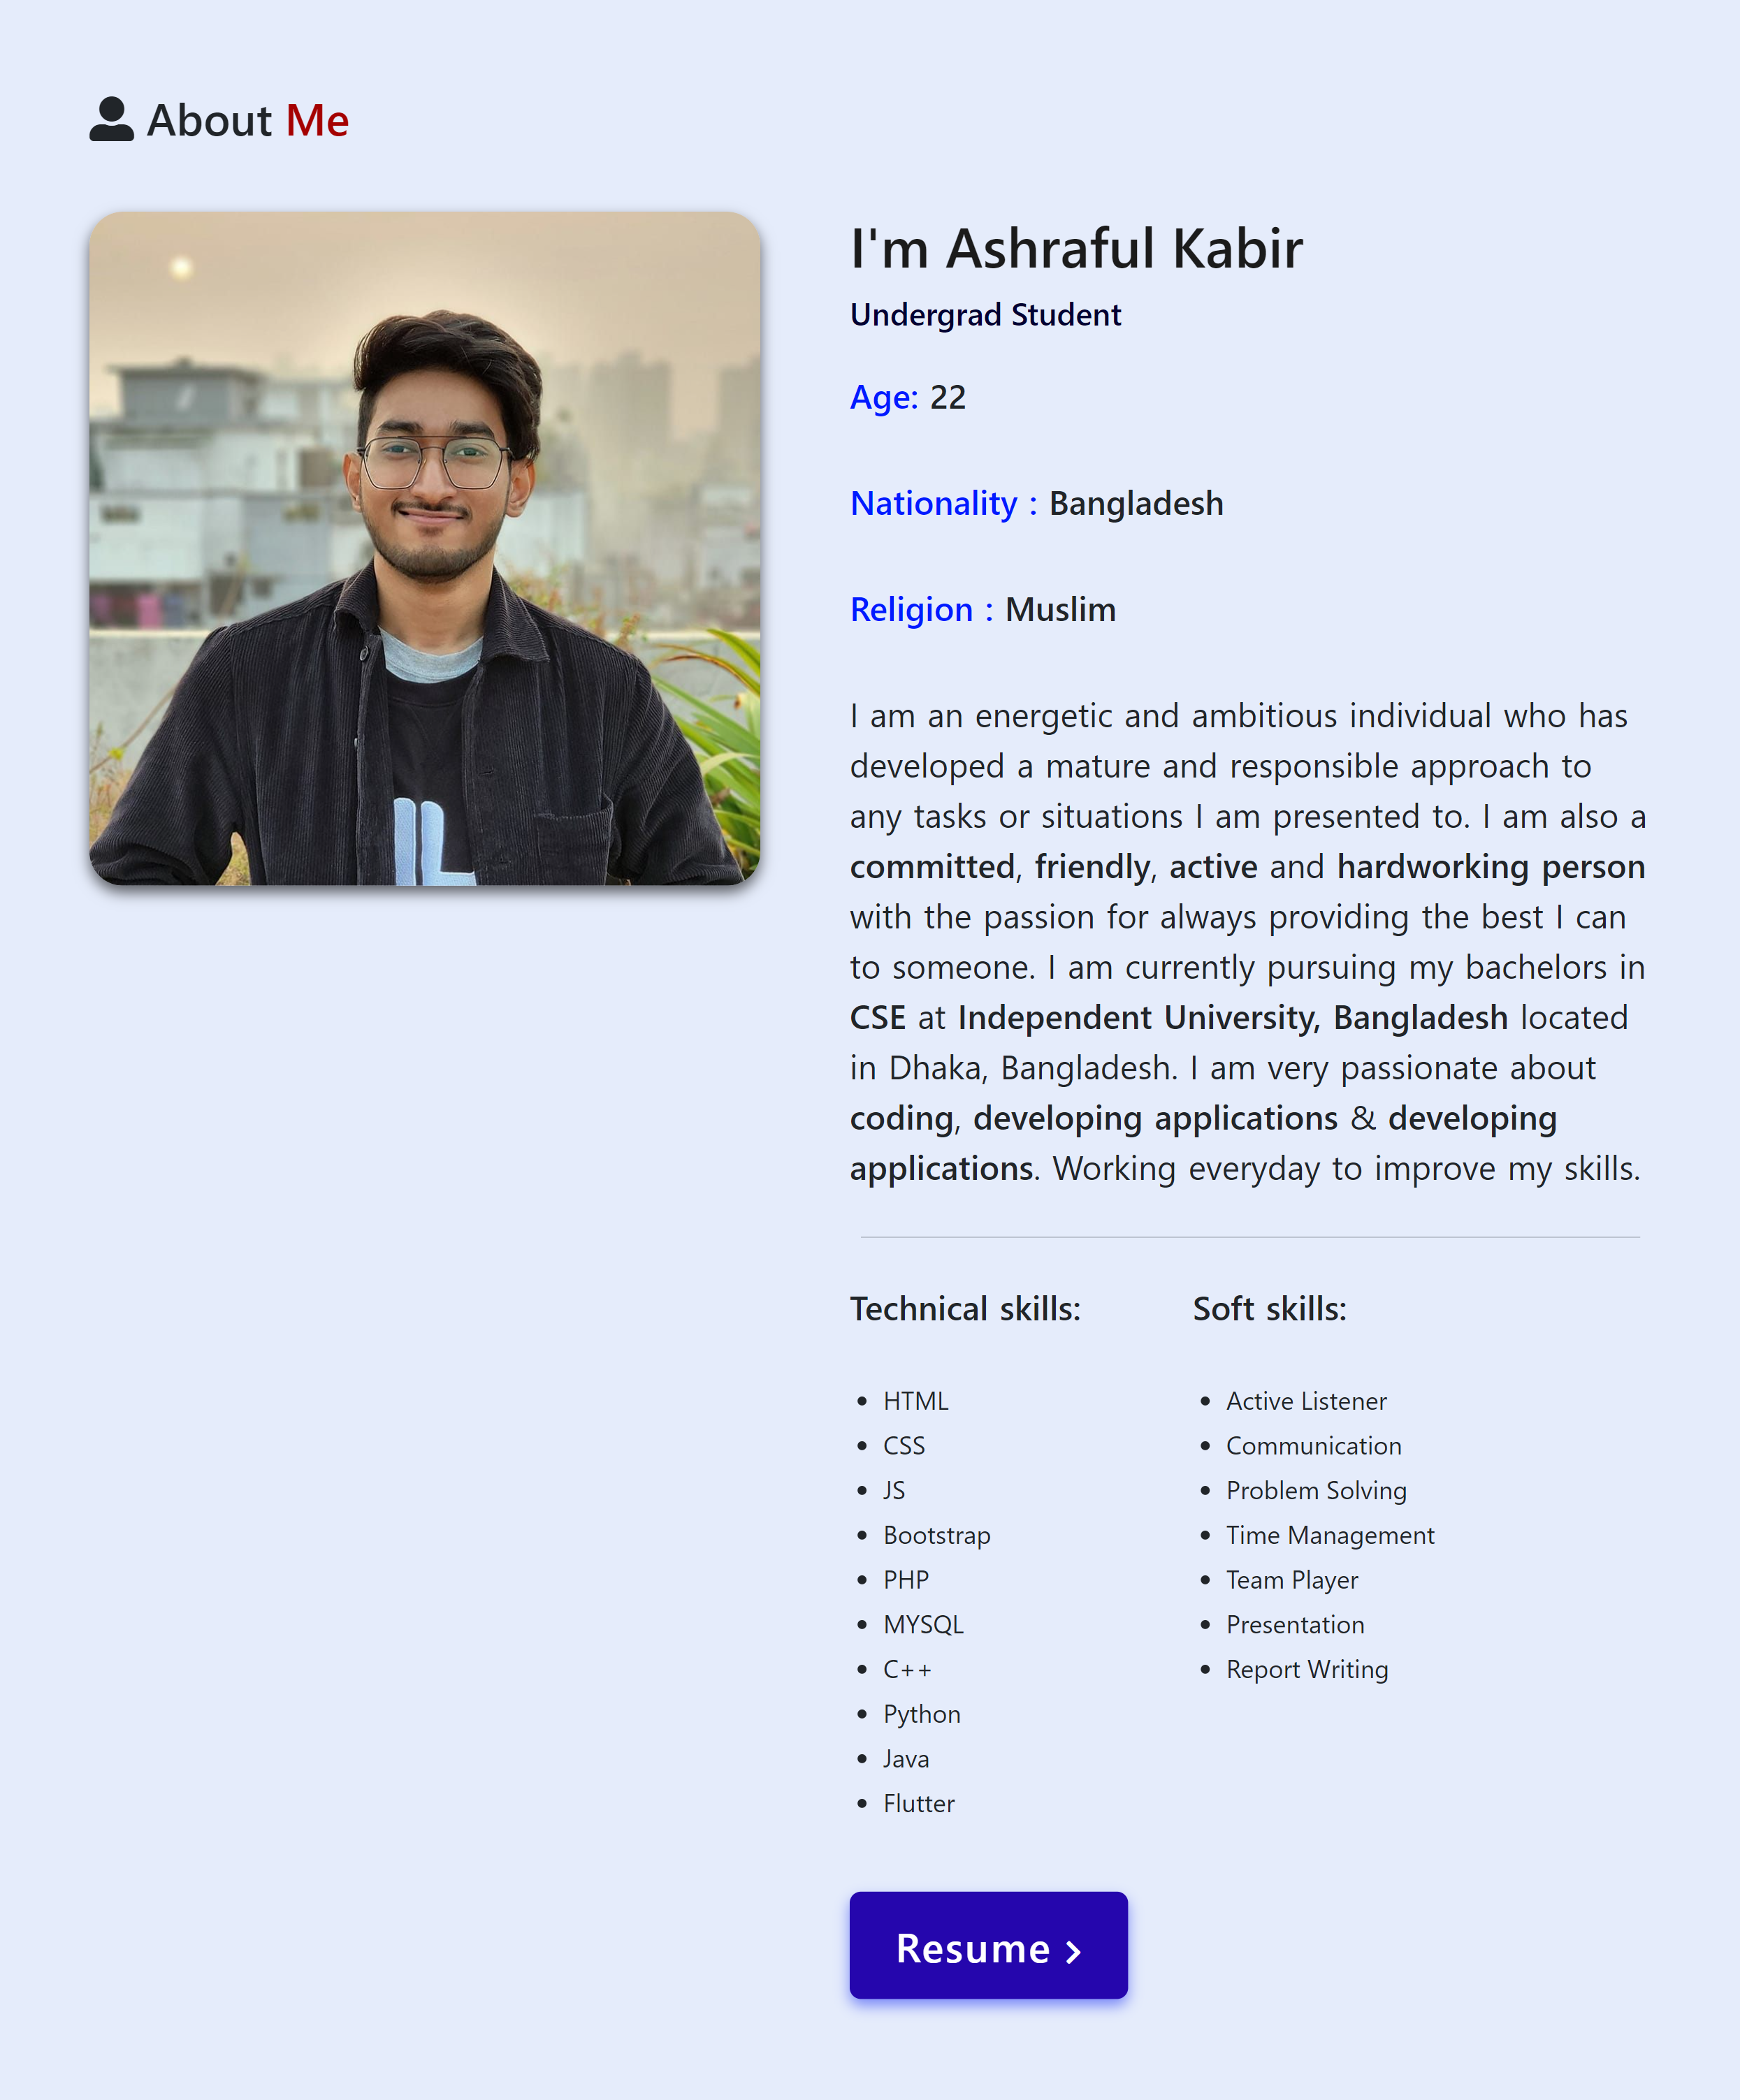 About Me
I'm Ashraful Kabir
Undergrad Student
Age: 22
Nationality : Bangladesh
Religion : Muslim
I am an energetic and ambitious individual who has
developed a mature and responsible approach to
any tasks or situations I am presented to. I am also a
committed, friendly, active and hardworking person
with the passion for always providing the best I can
to someone. I am currently pursuing my bachelors in
CSE at Independent University, Bangladesh located
in Dhaka, Bangladesh. I am very passionate about
coding, developing applications & developing
applications. Working everyday to improve my skills.
Technical skills:
HTML
CSS
JS
Bootstrap
PHP
MYSQL
C++
Python
Java
Flutter
Soft skills:
Active Listener
Communication
Problem Solving
Time Management
Team Player
Presentation
Report Writing
Resume